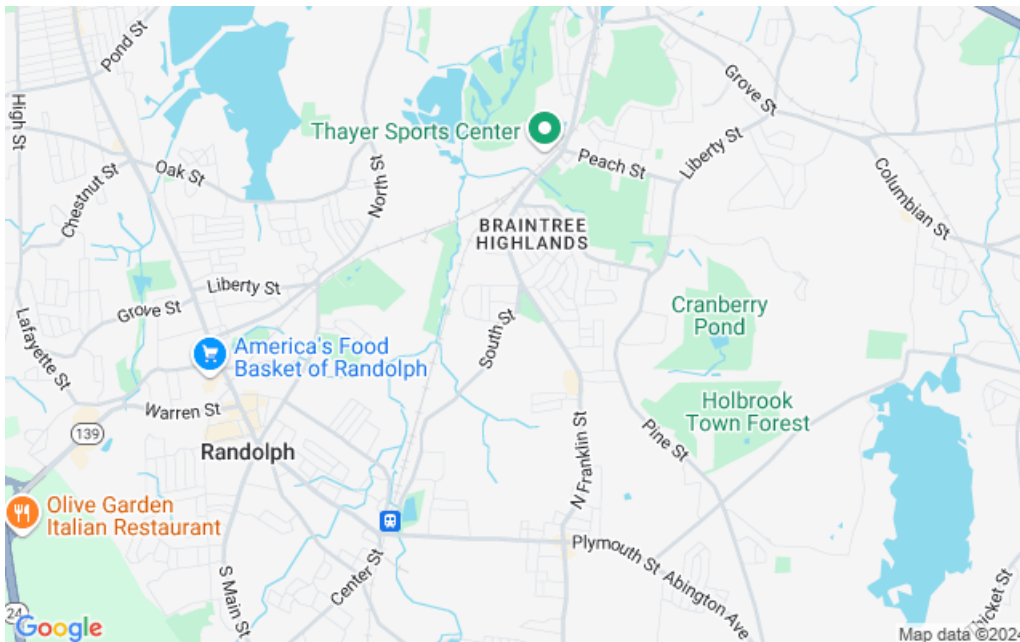 Pond St
High St
Grove St
Thayer Sports Center
Peach St
Liberty St
Oak St
Chestnut St
North St
Columbian St
BRAINTREE
HIGHLANDS
Liberty St
Grove St
Cranberry
Pond
Lafayette St
South St
America's Food
Basket of Randolph
Warren St
Holbrook
Town Forest
139
Randolph
Pine St
N Franklin St
Olive Garden
Italian Restaurant
Plymouth St
Abington Ave
Center St
S Main St
24
Google
Map data ©202